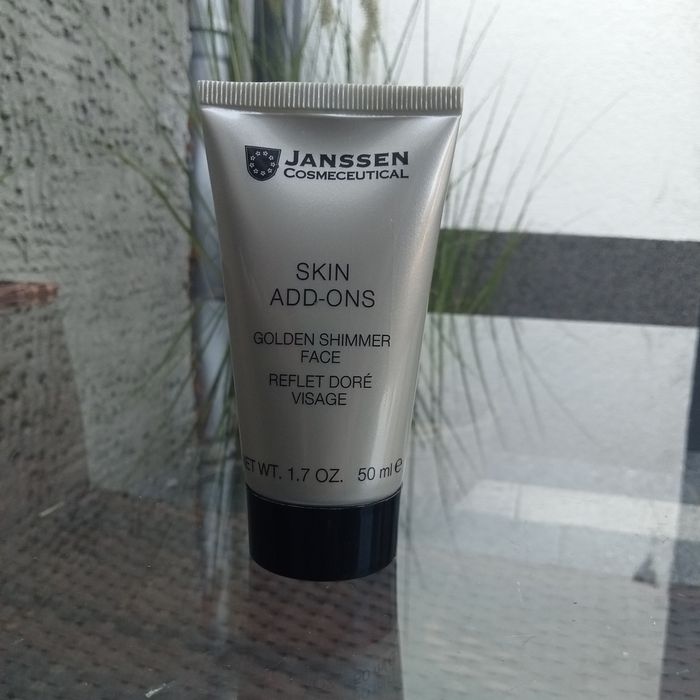 JANSSEN
COSMECEUTICAL
SKIN
ADD-ONS
GOLDEN SHIMMER
FACE
REFLET DORÉ
VISAGE
ET WT. 1.7 OZ. 50 ml ℮